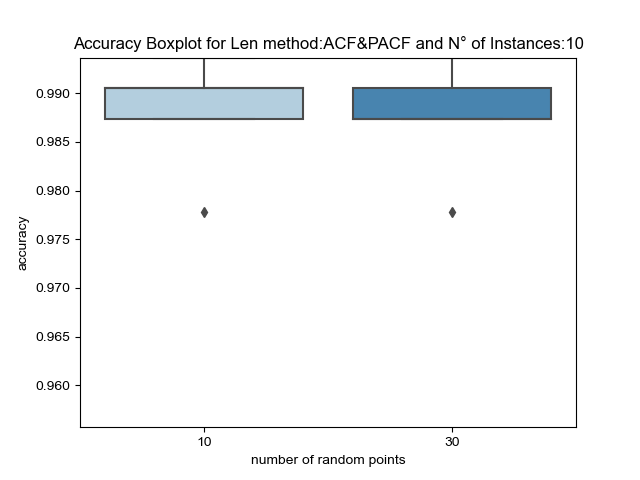 Accuracy Boxplot for Len method:ACF&PACF and N° of Instances:10
0.990
0.985
0.980
0.975
0.970
0.965
0.960
accuracy
10 30
number of random points